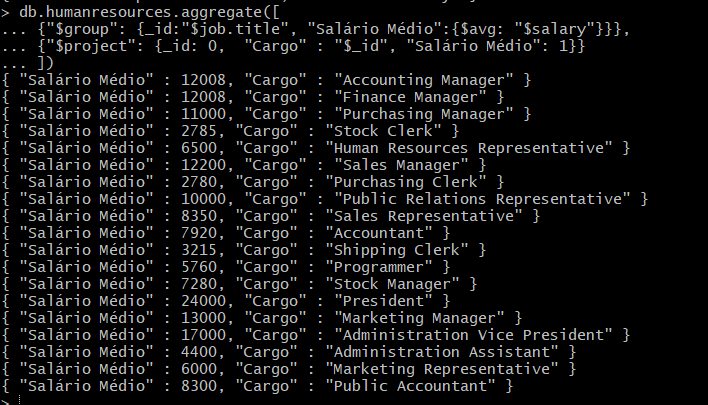 > db.humanresources.aggregate([
... {"$group": {_id:"$job.title", "Salário Médio":{$avg: "$salary"}}},
... {"$project": {_id: 0,  "Cargo" : "$_id", "Salário Médio": 1}}
... ])
{ "Salário Médio" : 12008, "Cargo" : "Accounting Manager" }
{ "Salário Médio" : 12008, "Cargo" : "Finance Manager" }
{ "Salário Médio" : 11000, "Cargo" : "Purchasing Manager" }
{ "Salário Médio" : 2785, "Cargo" : "Stock Clerk" }
{ "Salário Médio" : 6500, "Cargo" : "Human Resources Representative" }
{ "Salário Médio" : 12200, "Cargo" : "Sales Manager" }
{ "Salário Médio" : 2780, "Cargo" : "Purchasing Clerk" }
{ "Salário Médio" : 10000, "Cargo" : "Public Relations Representative" }
{ "Salário Médio" : 8350, "Cargo" : "Sales Representative" }
{ "Salário Médio" : 7920, "Cargo" : "Accountant" }
{ "Salário Médio" : 3215, "Cargo" : "Shipping Clerk" }
{ "Salário Médio" : 5760, "Cargo" : "Programmer" }
{ "Salário Médio" : 7280, "Cargo" : "Stock Manager" }
{ "Salário Médio" : 24000, "Cargo" : "President" }
{ "Salário Médio" : 13000, "Cargo" : "Marketing Manager" }
{ "Salário Médio" : 17000, "Cargo" : "Administration Vice President" }
{ "Salário Médio" : 4400, "Cargo" : "Administration Assistant" }
{ "Salário Médio" : 6000, "Cargo" : "Marketing Representative" }
{ "Salário Médio" : 8300, "Cargo" : "Public Accountant" }
>